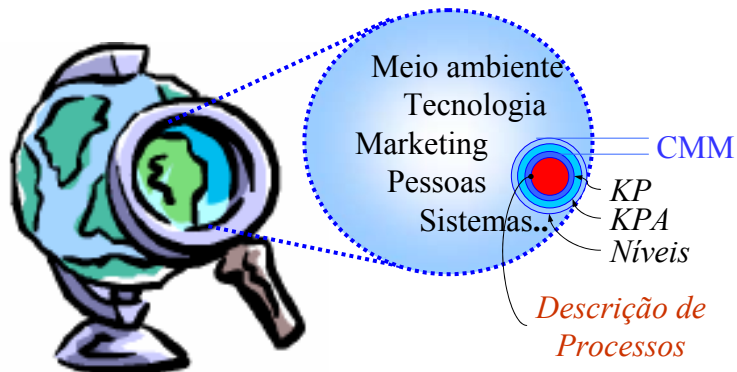 Meio ambiente
Tecnologia
Marketing
Pessoas
Sistemas..
CMM
KP
KPA
Níveis
Descrição de
Processos